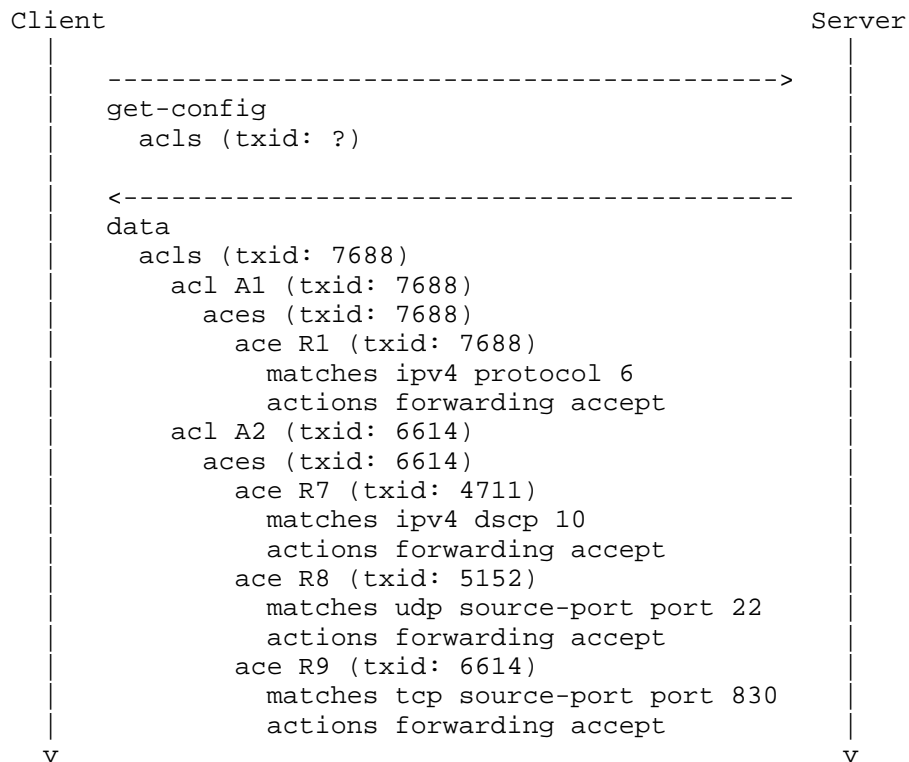 Client                                            Server
  |                                                 |
  |   ------------------------------------------>   |
  |   get-config                                    |
  |     acls (txid: ?)                              |
  |                                                 |
  |   <------------------------------------------   |
  |   data                                          |
  |     acls (txid: 7688)                           |
  |       acl A1 (txid: 7688)                       |
  |         aces (txid: 7688)                       |
  |           ace R1 (txid: 7688)                   |
  |             matches ipv4 protocol 6             |
  |             actions forwarding accept           |
  |       acl A2 (txid: 6614)                       |
  |         aces (txid: 6614)                       |
  |           ace R7 (txid: 4711)                   |
  |             matches ipv4 dscp 10                |
  |             actions forwarding accept           |
  |           ace R8 (txid: 5152)                   |
  |             matches udp source-port port 22     |
  |             actions forwarding accept           |
  |           ace R9 (txid: 6614)                   |
  |             matches tcp source-port port 830    |
  |             actions forwarding accept           |
  v                                                 v